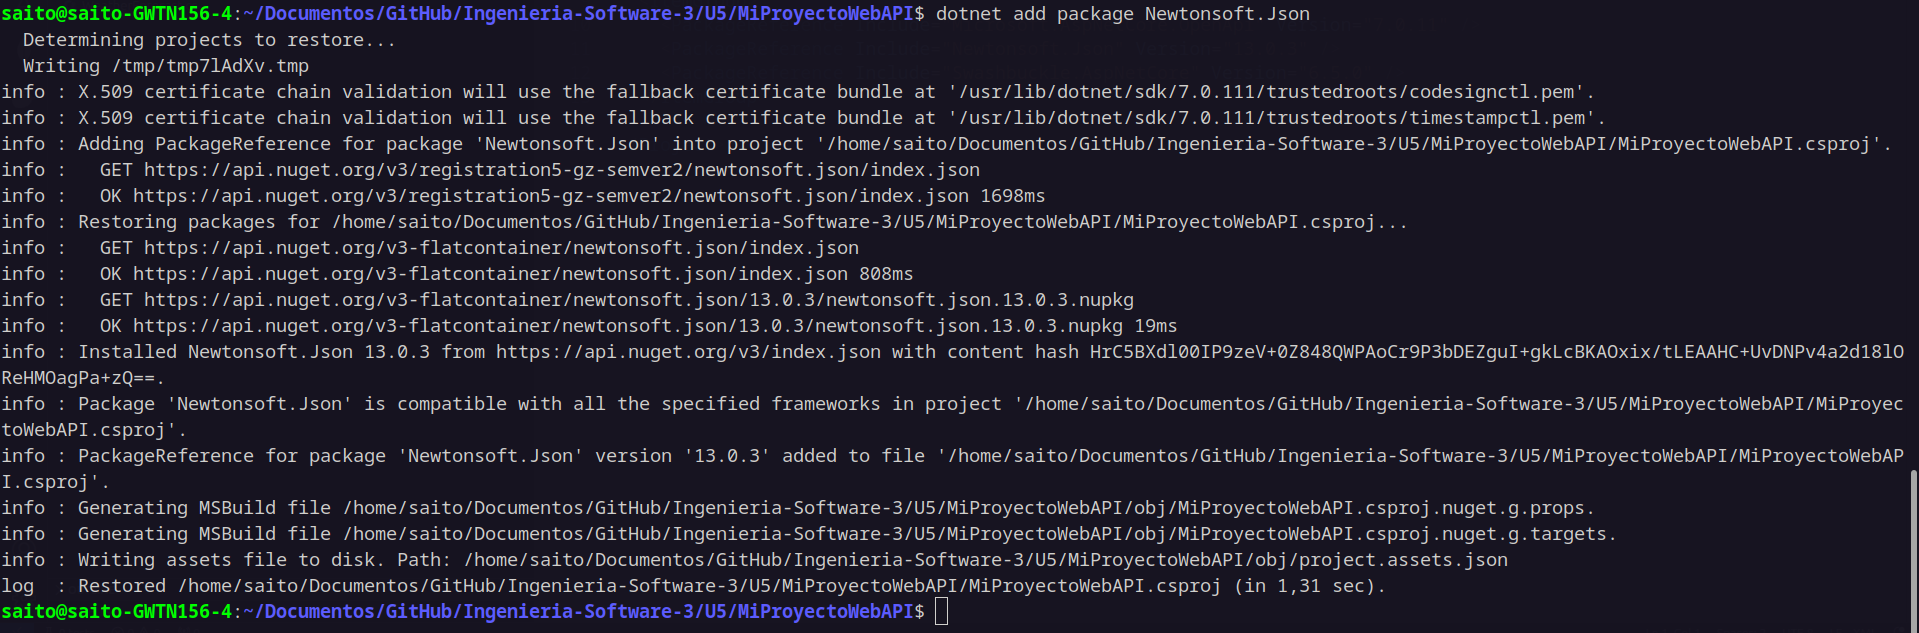 saito@saito-GWTN156-4:~/Documentos/GitHub/Ingenieria-Software-3/U5/MiProyectoWebAPI$ dotnet add package Newtonsoft.Json
  Determining projects to restore...
  Writing /tmp/tmp7lAdXv.tmp
info : X.509 certificate chain validation will use the fallback certificate bundle at '/usr/lib/dotnet/sdk/7.0.111/trustedroots/codesignctl.pem'.
info : X.509 certificate chain validation will use the fallback certificate bundle at '/usr/lib/dotnet/sdk/7.0.111/trustedroots/timestampctl.pem'.
info : Adding PackageReference for package 'Newtonsoft.Json' into project '/home/saito/Documentos/GitHub/Ingenieria-Software-3/U5/MiProyectoWebAPI/MiProyectoWebAPI.csproj'.
info :   GET https://api.nuget.org/v3/registration5-gz-semver2/newtonsoft.json/index.json
info :   OK https://api.nuget.org/v3/registration5-gz-semver2/newtonsoft.json/index.json 1698ms
info : Restoring packages for /home/saito/Documentos/GitHub/Ingenieria-Software-3/U5/MiProyectoWebAPI/MiProyectoWebAPI.csproj...
info :   GET https://api.nuget.org/v3-flatcontainer/newtonsoft.json/index.json
info :   OK https://api.nuget.org/v3-flatcontainer/newtonsoft.json/index.json 808ms
info :   GET https://api.nuget.org/v3-flatcontainer/newtonsoft.json/13.0.3/newtonsoft.json.13.0.3.nupkg
info :   OK https://api.nuget.org/v3-flatcontainer/newtonsoft.json/13.0.3/newtonsoft.json.13.0.3.nupkg 19ms
info : Installed Newtonsoft.Json 13.0.3 from https://api.nuget.org/v3/index.json with content hash HrC5BXdl00IP9zeV+0Z848QWPAoCr9P3bDEZguI+gkLcBKAOxix/tLEAAHC+UvDNPv4a2d18lO
ReHMOagPa+zQ==.
info : Package 'Newtonsoft.Json' is compatible with all the specified frameworks in project '/home/saito/Documentos/GitHub/Ingenieria-Software-3/U5/MiProyectoWebAPI/MiProyec
toWebAPI.csproj'.
info : PackageReference for package 'Newtonsoft.Json' version '13.0.3' added to file '/home/saito/Documentos/GitHub/Ingenieria-Software-3/U5/MiProyectoWebAPI/MiProyectoWebAP
I.csproj'.
info : Generating MSBuild file /home/saito/Documentos/GitHub/Ingenieria-Software-3/U5/MiProyectoWebAPI/obj/MiProyectoWebAPI.csproj.nuget.g.props.
info : Generating MSBuild file /home/saito/Documentos/GitHub/Ingenieria-Software-3/U5/MiProyectoWebAPI/obj/MiProyectoWebAPI.csproj.nuget.g.targets.
info : Writing assets file to disk. Path: /home/saito/Documentos/GitHub/Ingenieria-Software-3/U5/MiProyectoWebAPI/obj/project.assets.json
log  : Restored /home/saito/Documentos/GitHub/Ingenieria-Software-3/U5/MiProyectoWebAPI/MiProyectoWebAPI.csproj (in 1,31 sec).
saito@saito-GWTN156-4:~/Documentos/GitHub/Ingenieria-Software-3/U5/MiProyectoWebAPI$